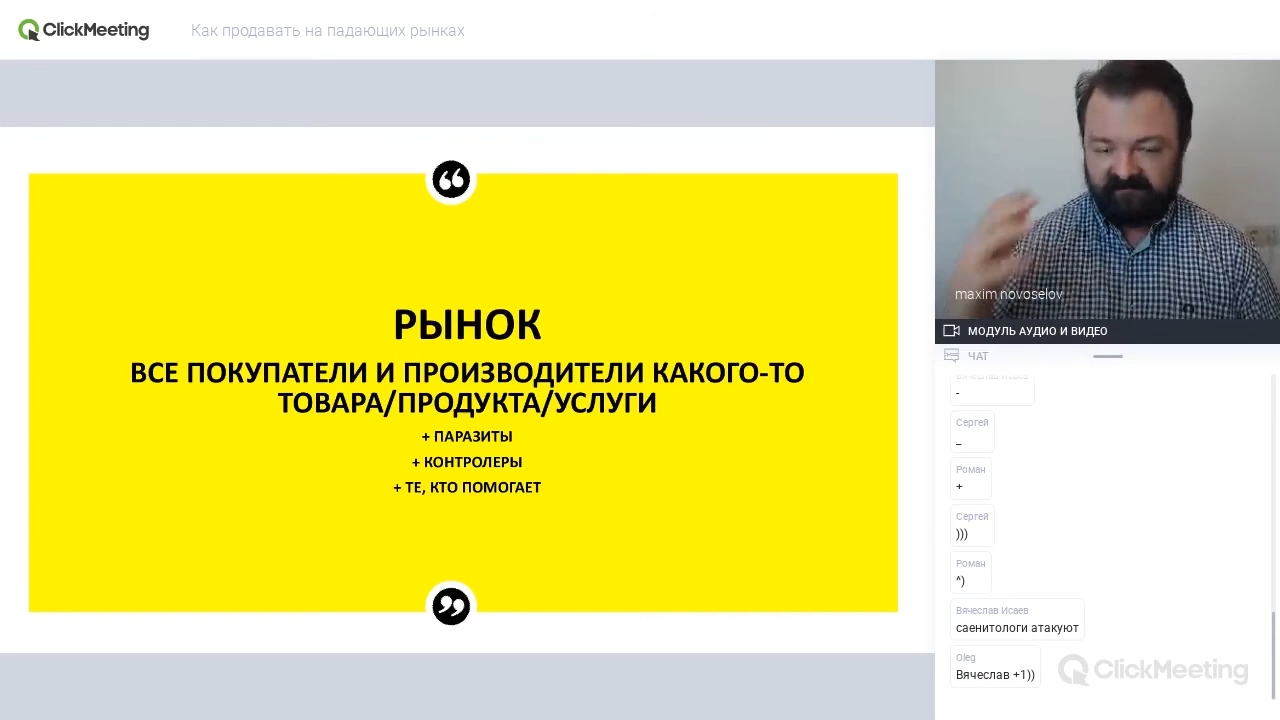 ClickMeeting
Как продавать на падающих рынках
РЫНОК
ВСЕ ПОКУПАТЕЛИ И ПРОИЗВОДИТЕЛИ КАКОГО-ТО
ТОВАРА/ПРОДУКТА/УСЛУГИ
+ ПАРАЗИТЫ
+ КОНТРОЛЕРЫ
+ ТЕ, КТО ПОМОГАЕТ
maxim novoselov
МОДУЛЬ АУДИО И ВИДЕО
ЧАТ
Вячеслав Исаев
-
Сергей
_
Роман
+
Сергей
)))
Роман
^)
Вячеслав Исаев
саенитологи атакуют
Oleg
Вячеслав +1))
ClickMeeting